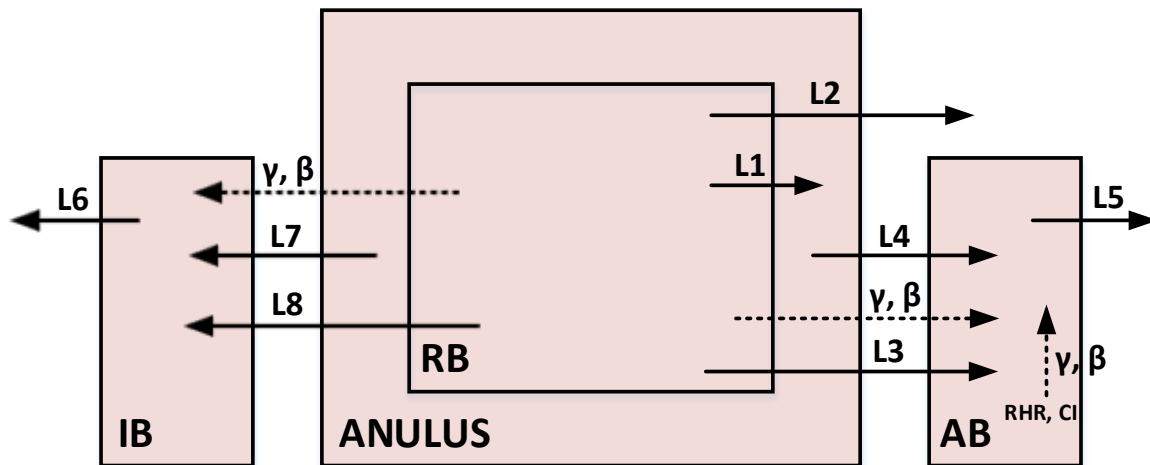 L2
L1
γ, β
L6
L5
L7
L4
γ, β
L8
L3
RB
γ, β
RHR, CI
IB
ANULUS
AB